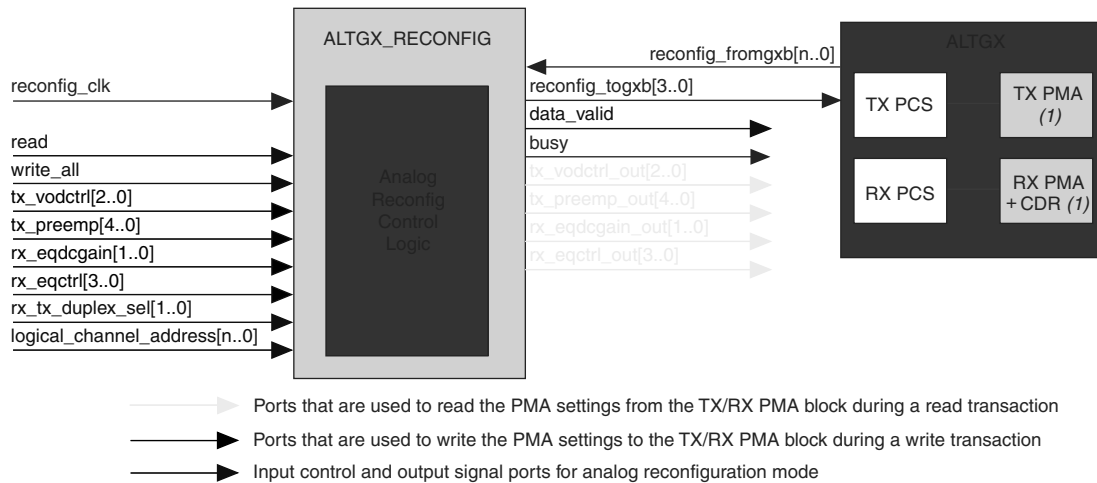 ALTGX_RECONFIG
ALTGX
reconfig_fromgxb[n..0]
reconfig_clk
reconfig_togxb[3..0]
TX PCS
TX PMA
(1)
data_valid
read
busy
write_all
tx_vodctrl_out[2..0]
tx_vodctrl[2..0]
tx_preemp_out[4..0]
tx_preemp[4..0]
rx_eqdcgain_out[1..0]
rx_eqdcgain[1..0]
rx_eqctrl_out[3..0]
rx_eqctrl[3..0]
rx_tx_duplex_sel[1..0]
logical_channel_address[n..0]
Analog
Reconfig
Control
Logic
RX PCS
RX PMA
+ CDR (1)
Ports that are used to read the PMA settings from the TX/RX PMA block during a read transaction
Ports that are used to write the PMA settings to the TX/RX PMA block during a write transaction
Input control and output signal ports for analog reconfiguration mode